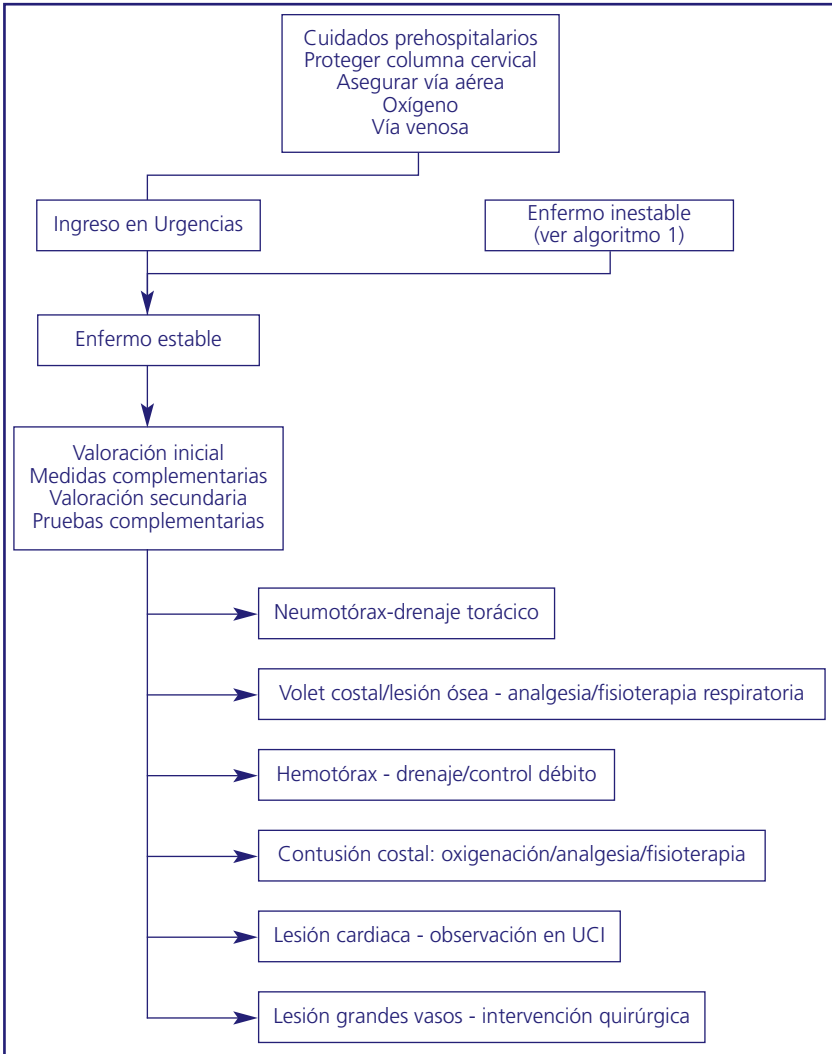 Cuidados prehospitalarios
Proteger columna cervical
Asegurar vía aérea
Oxígeno
Vía venosa
Ingreso en Urgencias
Enfermo inestable
(ver algoritmo 1)
Enfermo estable
Valoración inicial
Medidas complementarias
Valoración secundaria
Pruebas complementarias
Neumotórax-drenaje torácico
Volet costal/lesión ósea - analgesia/fisioterapia respiratoria
Hemotórax - drenaje/control débito
Contusión costal: oxigenación/analgesia/fisioterapia
Lesión cardiaca - observación en UCI
Lesión grandes vasos - intervención quirúrgica